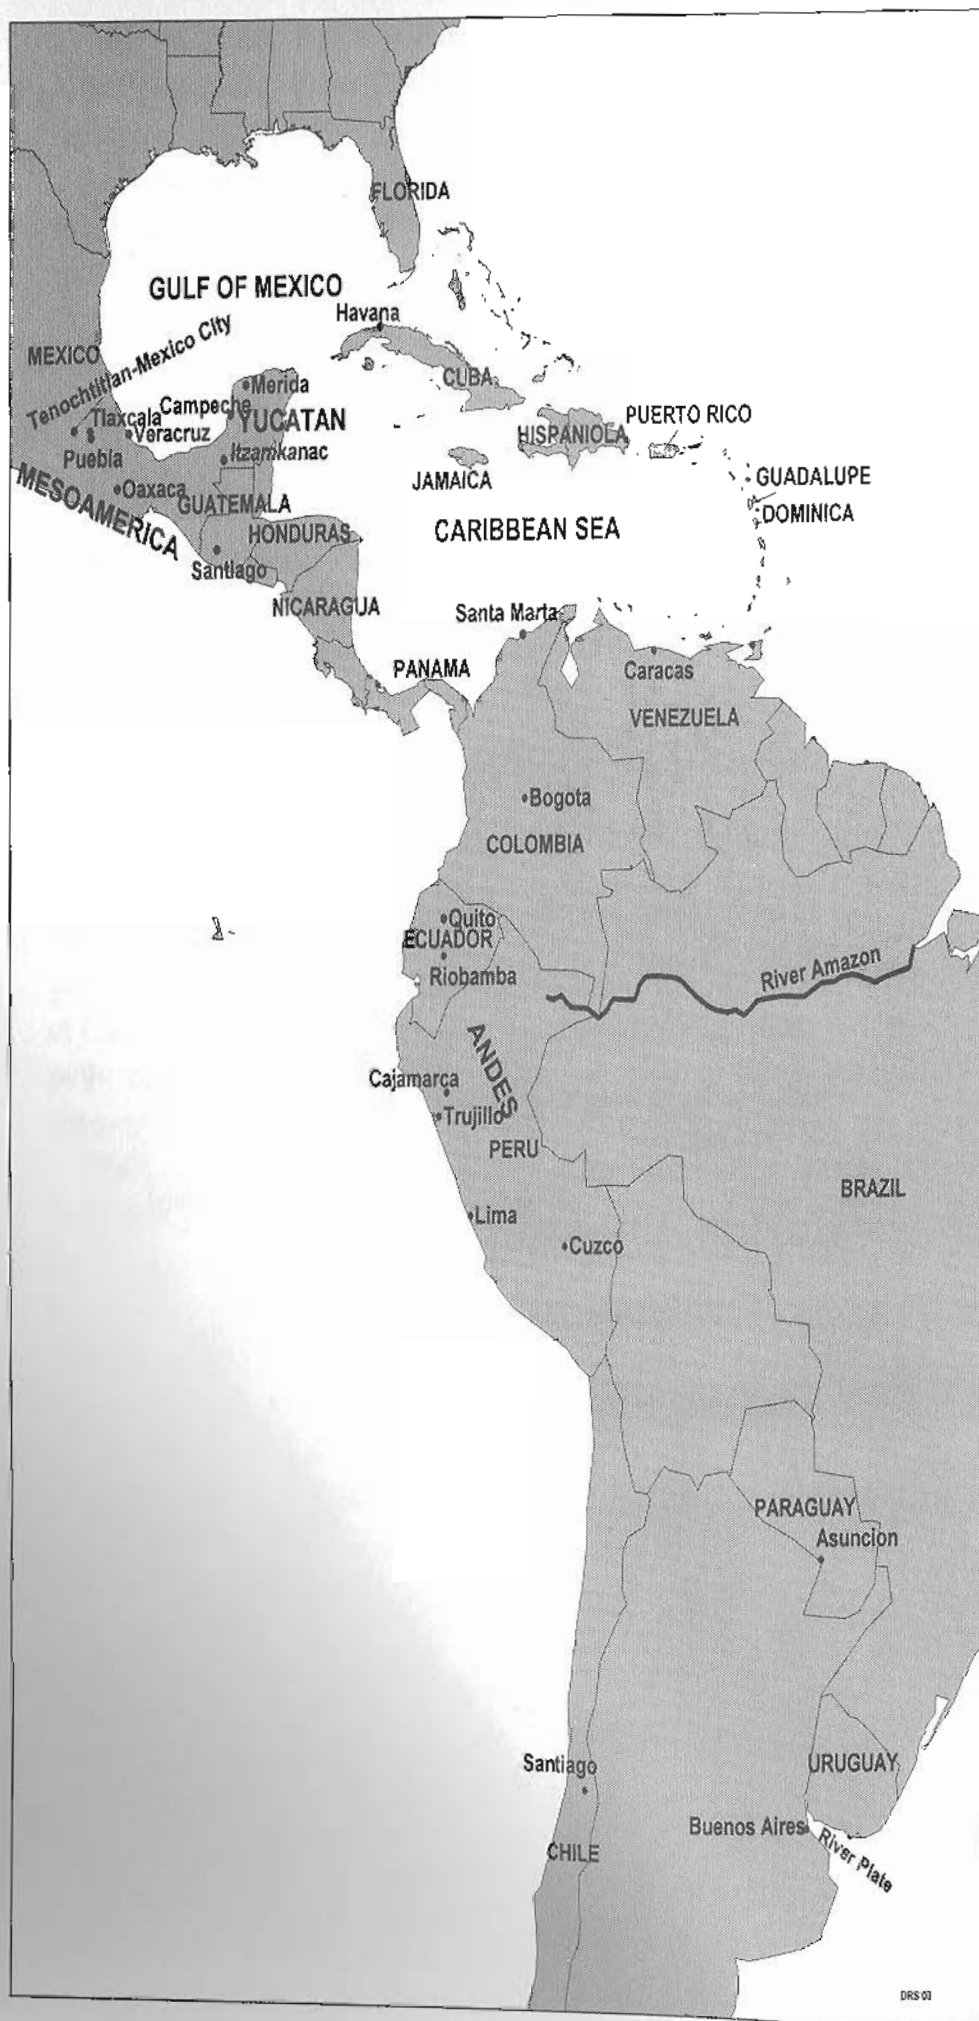 FLORIDA
GULF OF MEXICO
Havana
MEXICO
Tenochtitlan-Mexico City
CUBA
Merida
Campeche
Tlaxcala
YUCATAN
Veracruz
PUERTO RICO
HISPANIOLA
Puebla
Itzamkanac
JAMAICA
GUADALUPE
MESOAMERICA
Oaxaca
GUATEMALA
DOMINICA
HONDURAS
CARIBBEAN SEA
Santiago
NICARAGUA
Santa Marta
PANAMA
Caracas
VENEZUELA
Bogota
COLOMBIA
Quito
ECUADOR
Riobamba
River Amazon
ANDES
Cajamarca
Trujillo
PERU
BRAZIL
Lima
Cuzco
PARAGUAY
Asuncion
Santiago
URUGUAY
Buenos Aires
River Plate
CHILE
DRS 03